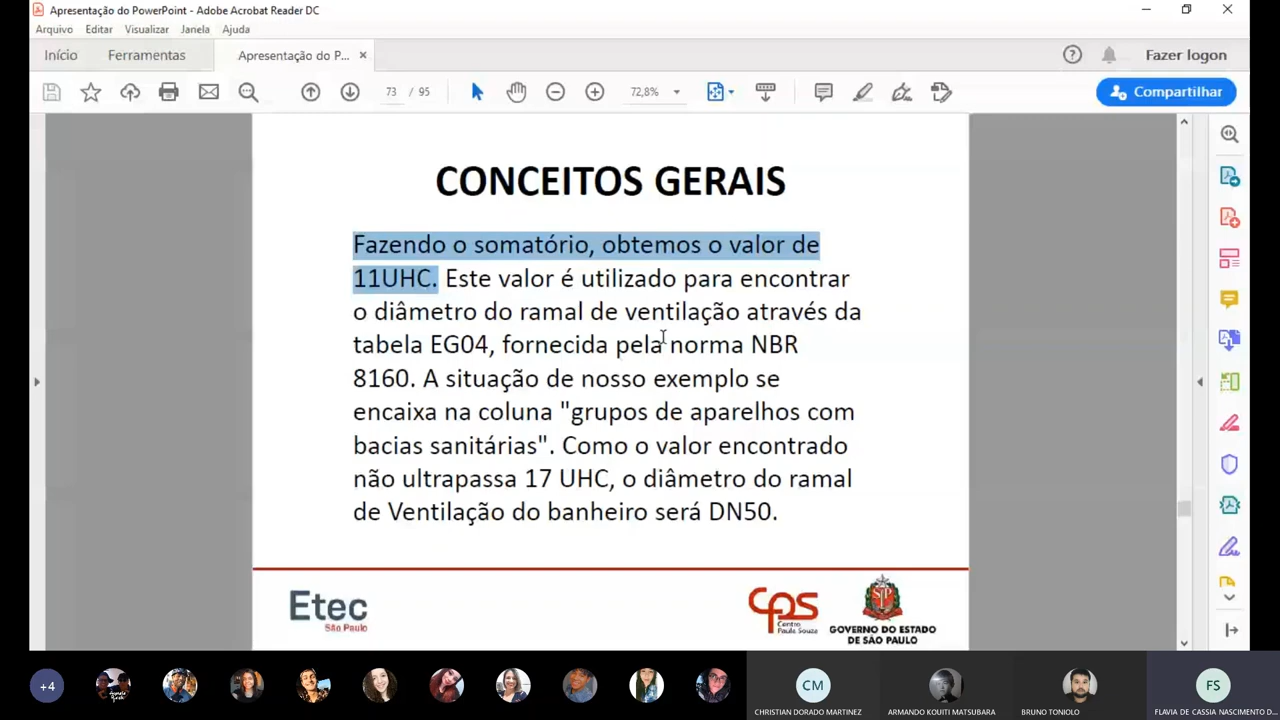 Apresentação do PowerPoint - Adobe Acrobat Reader DC
Arquivo Editar Visualizar Janela Ajuda
Início Ferramentas Apresentação do P... × Fazer logon
73 / 95 72,8% Compartilhar
CONCEITOS GERAIS
Fazendo o somatório, obtemos o valor de
11UHC. Este valor é utilizado para encontrar
o diâmetro do ramal de ventilação através da
tabela EG04, fornecida pela norma NBR
8160. A situação de nosso exemplo se
encaixa na coluna "grupos de aparelhos com
bacias sanitárias". Como o valor encontrado
não ultrapassa 17 UHC, o diâmetro do ramal
de Ventilação do banheiro será DN50.
Etec
São Paulo
cps
Centro
Paula Souza
GOVERNO DO ESTADO
DE SÃO PAULO
+4 CM FS
CHRISTIAN DORADO MARTINEZ ARMANDO KOUITI MATSUBARA BRUNO TONIOLO FLAVIA DE CASSIA NASCIMENTO D...